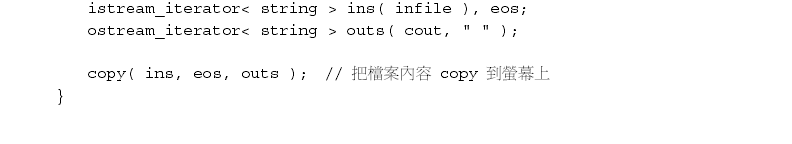 istream_iterator< string > ins( infile ), eos;
ostream_iterator< string > outs( cout, " " );
copy( ins, eos, outs ); // 把檔案內容 copy 到螢幕上
}